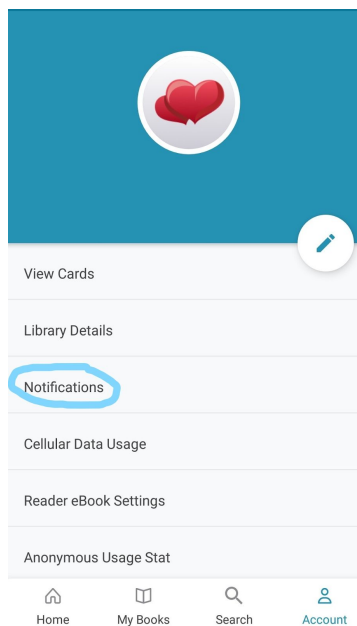 View Cards
Library Details
Notifications
Cellular Data Usage
Reader eBook Settings
Anonymous Usage Stat
Home My Books Search Account